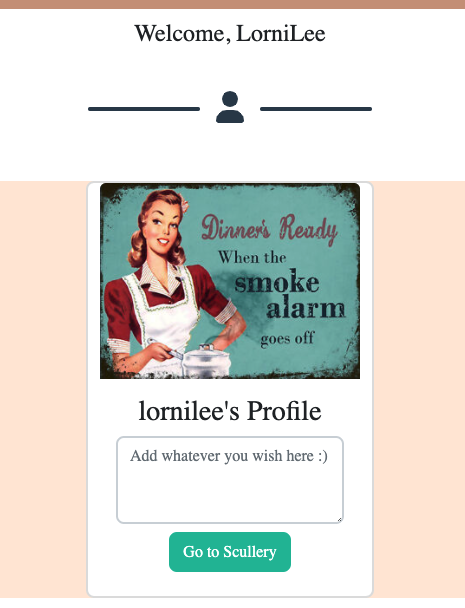 Welcome, LorniLee
Dinner's Ready
When the
smoke
alarm
goes off
lornilee's Profile
Add whatever you wish here :)
Go to Scullery